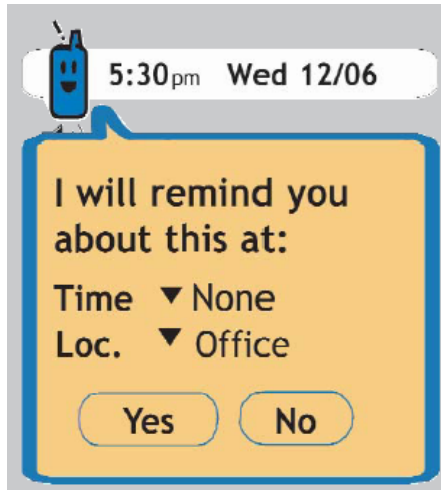 5:30pm Wed 12/06
I will remind you
about this at:
Time ▼ None
Loc. ▼ Office
Yes No